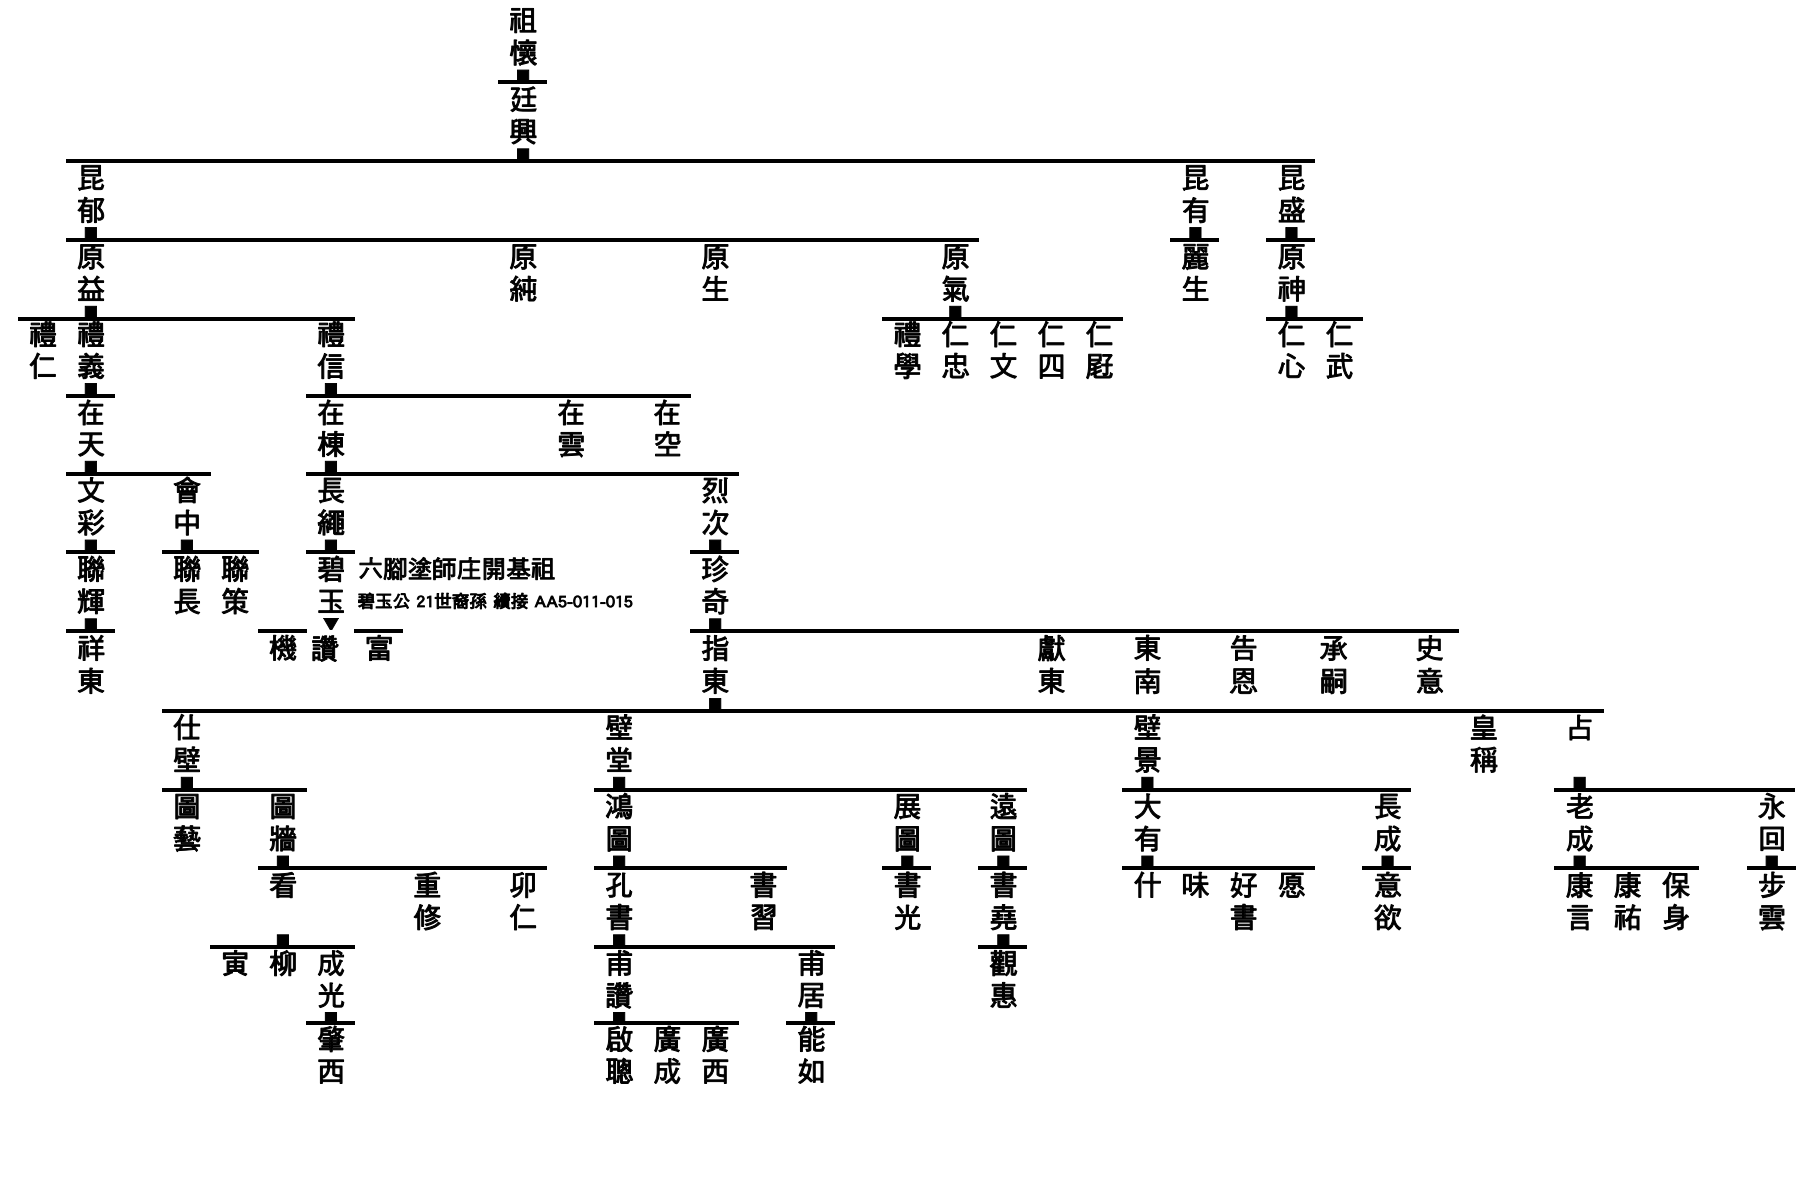 祖懷
廷興
昆郁 昆有 昆盛
原益 原純 原生 原氣 麗生 原神
禮仁 禮義 禮信 禮學 仁忠 仁文 仁四 仁 仁心 仁武
在天 在棟 在雲 在空
文彩 會中 長繩 烈次
聯輝 聯長 聯策 碧玉 六腳塗師庄開基祖 珍奇
碧玉公 21世裔孫 續接 AA5-011-015
祥東 機 讚 富 指東 獻東 東南 告恩 承嗣 史意
仕壁 壁堂 壁景 皇稱 占
圖藝 圖牆 鴻圖 展圖 遠圖 大有 長成 老成 永回
看 重修 卯仁 孔書 書習 書光 書堯 什 味 好書 愿 意欲 康言 康祐 保身 步雲
寅 柳 成光 甫讚 甫居 觀惠
肇西 啟聰 廣成 廣西 能如